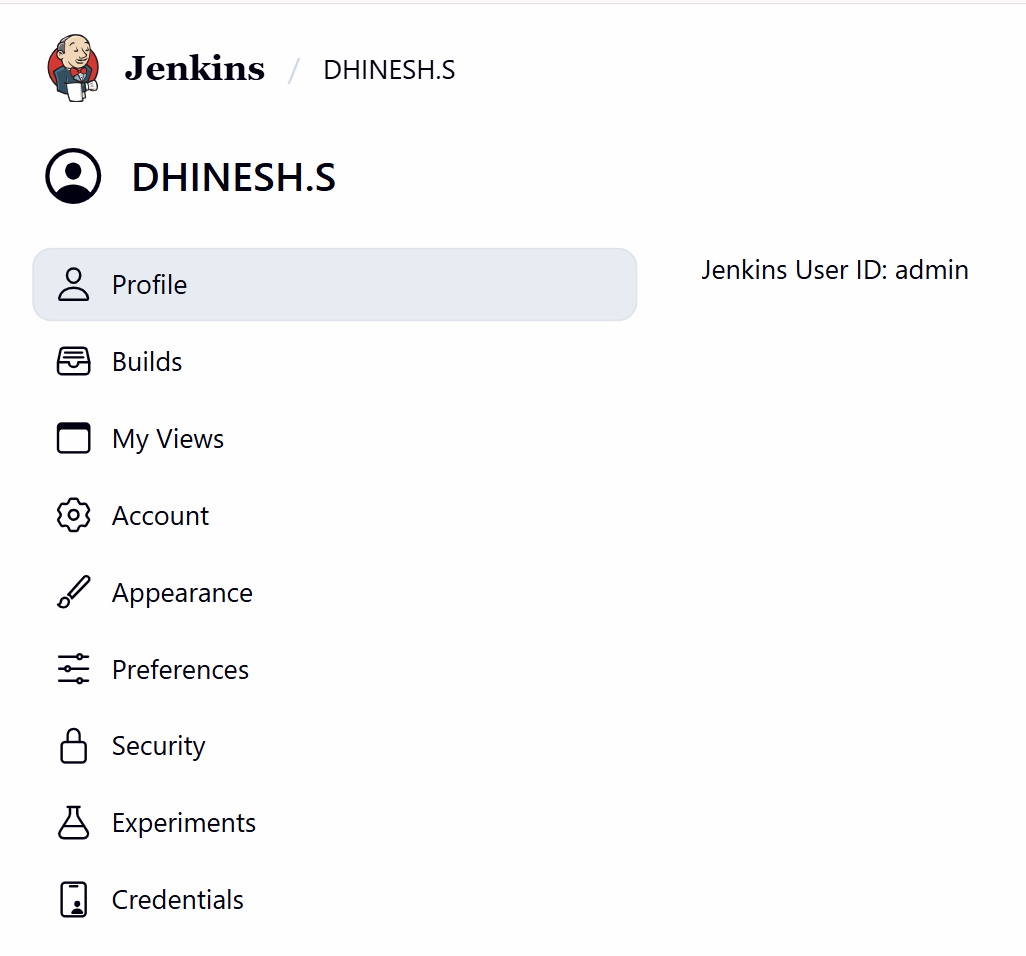 Jenkins / DHINESH.S
DHINESH.S
Profile
Jenkins User ID: admin
Builds
My Views
Account
Appearance
Preferences
Security
Experiments
Credentials